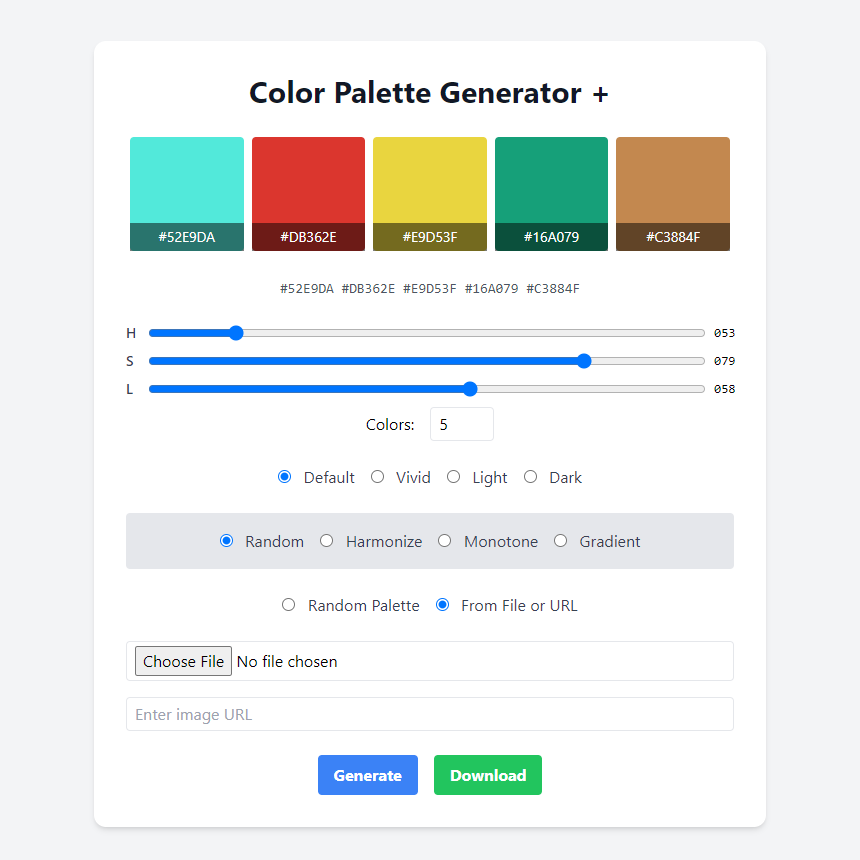 Color Palette Generator +
#52E9DA #DB362E #E9D53F #16A079 #C3884F
#52E9DA #DB362E #E9D53F #16A079 #C3884F
H 053
S 079
L 058
Colors: 5
Default Vivid Light Dark
Random Harmonize Monotone Gradient
Random Palette From File or URL
Choose File No file chosen
Enter image URL
Generate Download